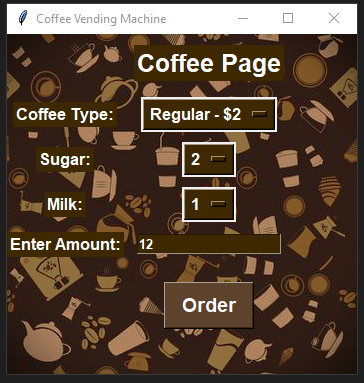 Coffee Vending Machine
Coffee Page
Coffee Type: Regular - $2
Sugar: 2
Milk: 1
Enter Amount: 12
Order